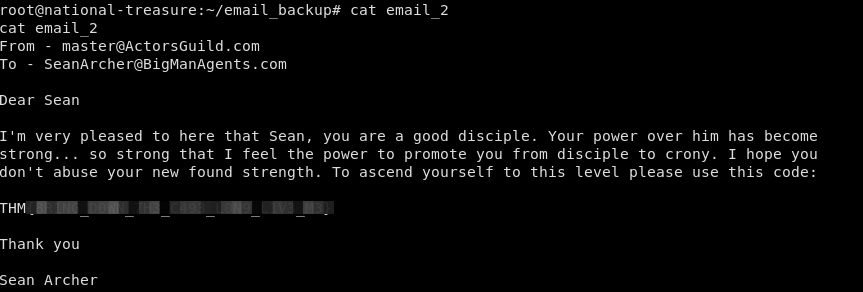 root@national-treasure:~/email_backup# cat email_2
cat email_2
From - master@ActorsGuild.com
To - SeanArcher@BigManAgents.com
Dear Sean
I'm very pleased to here that Sean, you are a good disciple. Your power over him has become
strong... so strong that I feel the power to promote you from disciple to crony. I hope you
don't abuse your new found strength. To ascend yourself to this level please use this code:
THM
Thank you
Sean Archer